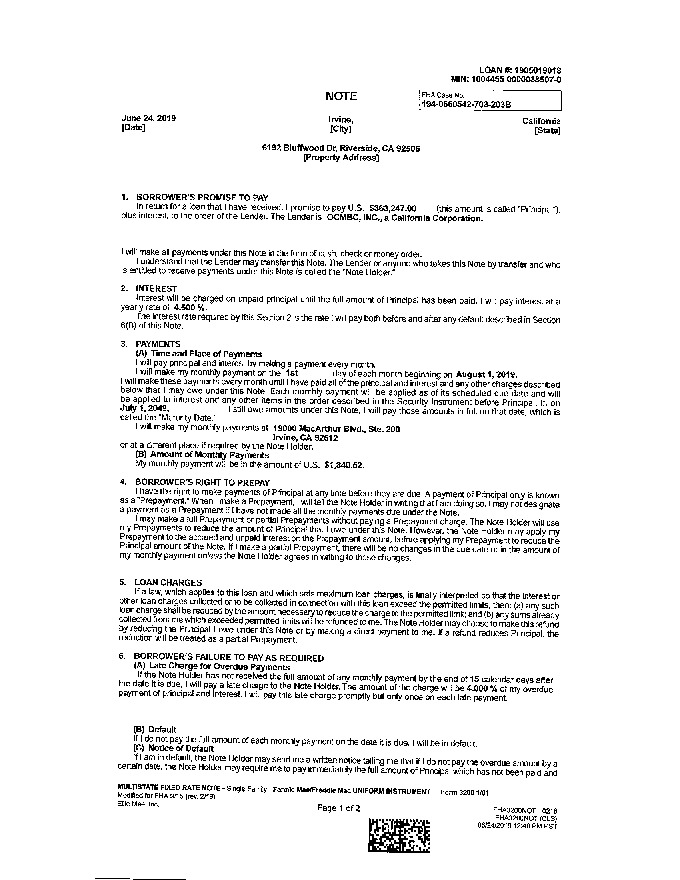 LOAN #: 1905019018
MIN: 1004455-0000038507-0
NOTE
FHA Case No.
194-0660542-703-203B
June 24, 2019
[Date]
Irvine,
[City]
California
[State]
6192 Bluffwood Dr, Riverside, CA 92506
[Property Address]
1. BORROWER'S PROMISE TO PAY
In return for a loan that I have received, I promise to pay U.S. $363,247.00 (this amount is called "Principal"),
plus interest, to the order of the Lender. The Lender is OCMBC, INC., a California Corporation.
I will make all payments under this Note in the form of cash, check or money order.
I understand that the Lender may transfer this Note. The Lender or anyone who takes this Note by transfer and who
is entitled to receive payments under this Note is called the "Note Holder."
2. INTEREST
Interest will be charged on unpaid principal until the full amount of Principal has been paid. I will pay interest at a
yearly rate of 4.500 %.
The interest rate required by this Section 2 is the rate I will pay both before and after any default described in Section
6(B) of this Note.
3. PAYMENTS
(A) Time and Place of Payments
I will pay principal and interest by making a payment every month.
I will make my monthly payment on the 1st day of each month beginning on August 1, 2019.
I will make these payments every month until I have paid all of the principal and interest and any other charges described
below that I may owe under this Note. Each monthly payment will be applied as of its scheduled due date and will
be applied to interest and any other items in the order described in the Security Instrument before Principal. If, on
July 1, 2049, I still owe amounts under this Note, I will pay those amounts in full on that date, which is
called the "Maturity Date."
I will make my monthly payments at 19000 MacArthur Blvd., Ste. 200
Irvine, CA 92612
or at a different place if required by the Note Holder.
(B) Amount of Monthly Payments
My monthly payment will be in the amount of U.S. $1,840.52.
4. BORROWER'S RIGHT TO PREPAY
I have the right to make payments of Principal at any time before they are due. A payment of Principal only is known
as a "Prepayment." When I make a Prepayment, I will tell the Note Holder in writing that I am doing so. I may not designate
a payment as a Prepayment if I have not made all the monthly payments due under the Note.
I may make a full Prepayment or partial Prepayments without paying a Prepayment charge. The Note Holder will use
my Prepayments to reduce the amount of Principal that I owe under this Note. However, the Note Holder may apply my
Prepayment to the accrued and unpaid interest on the Prepayment amount, before applying my Prepayment to reduce the
Principal amount of the Note. If I make a partial Prepayment, there will be no changes in the due date or in the amount of
my monthly payment unless the Note Holder agrees in writing to those changes.
5. LOAN CHARGES
If a law, which applies to this loan and which sets maximum loan charges, is finally interpreted so that the interest or
other loan charges collected or to be collected in connection with this loan exceed the permitted limits, then: (a) any such
loan charge shall be reduced by the amount necessary to reduce the charge to the permitted limit; and (b) any sums already
collected from me which exceeded permitted limits will be refunded to me. The Note Holder may choose to make this refund
by reducing the Principal I owe under this Note or by making a direct payment to me. If a refund reduces Principal, the
reduction will be treated as a partial Prepayment.
6. BORROWER'S FAILURE TO PAY AS REQUIRED
(A) Late Charge for Overdue Payments
If the Note Holder has not received the full amount of any monthly payment by the end of 15 calendar days after
the date it is due, I will pay a late charge to the Note Holder. The amount of the charge will be 4.000 % of my overdue
payment of principal and interest. I will pay this late charge promptly but only once on each late payment.
(B) Default
If I do not pay the full amount of each monthly payment on the date it is due, I will be in default.
(C) Notice of Default
If I am in default, the Note Holder may send me a written notice telling me that if I do not pay the overdue amount by a
certain date, the Note Holder may require me to pay immediately the full amount of Principal which has not been paid and
MULTISTATE FIXED RATE NOTE - Single Family - Fannie Mae/Freddie Mac UNIFORM INSTRUMENT Form 3200 1/01
Modified for FHA 9/15 (rev. 2/16)
Ellie Mae, Inc.
Page 1 of 2
FHA3200NOT 0216
FHA3200NOT (CLS)
06/24/2019 12:40 PM PST